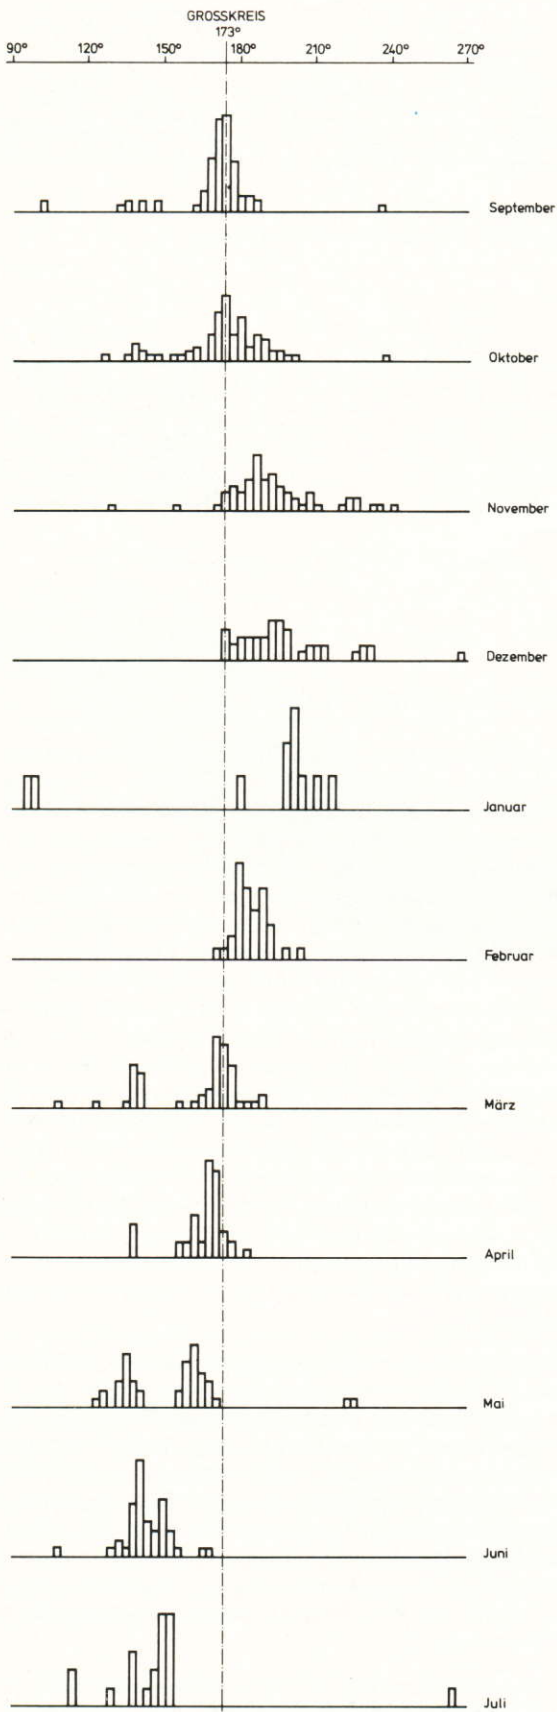 GROSSKREIS
173°
90° 120° 150° 180° 210° 240° 270°
September
Oktober
November
Dezember
Januar
Februar
März
April
Mai
Juni
Juli